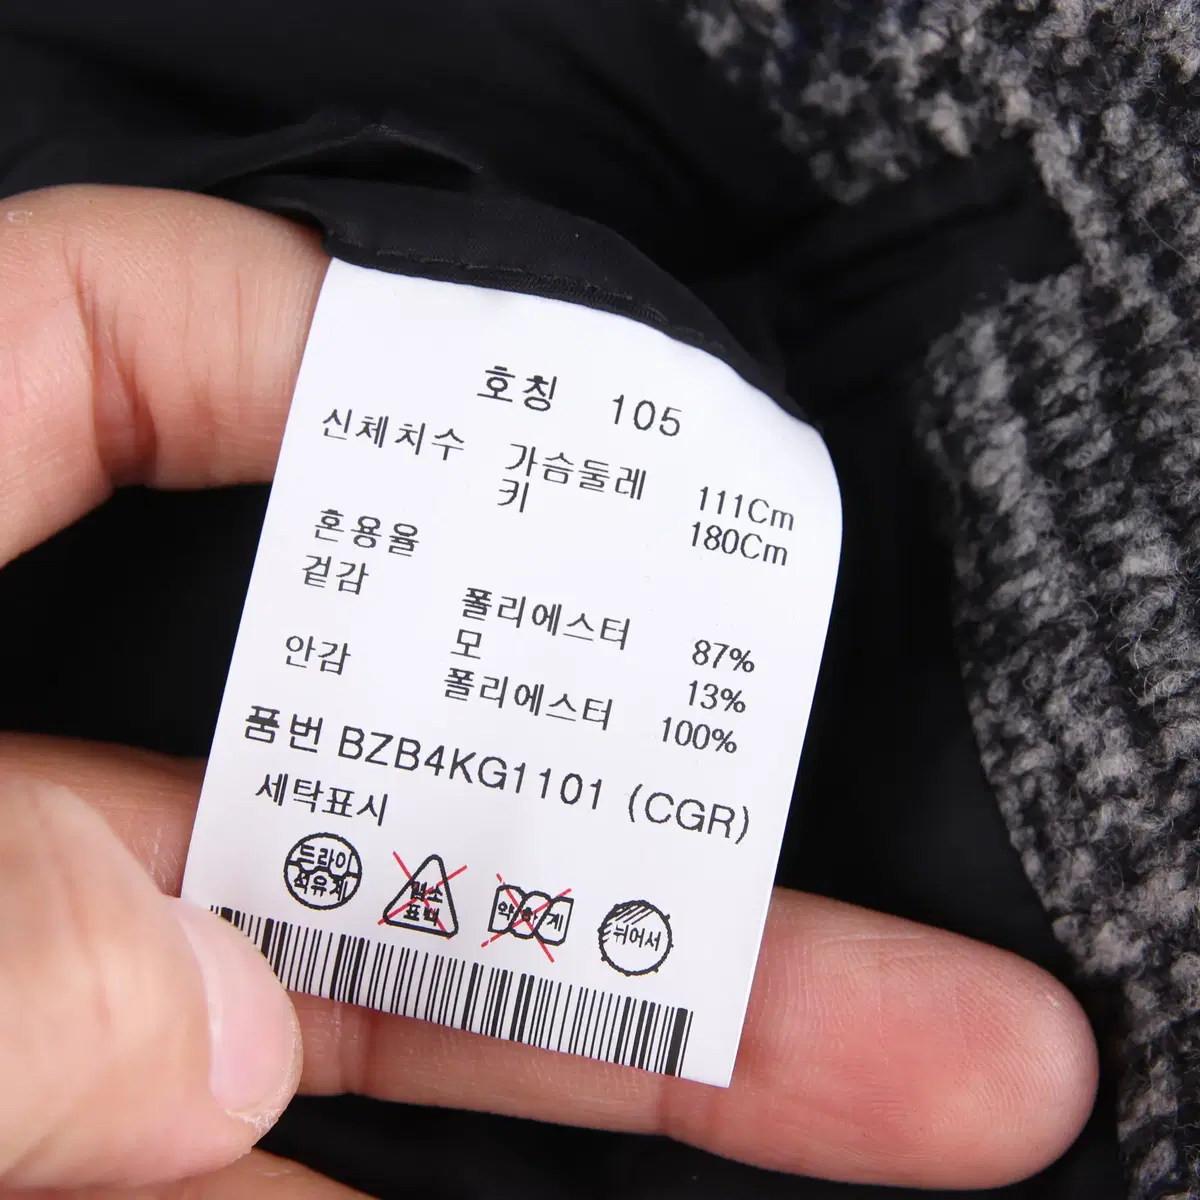 호칭 105
신체치수 가슴둘레 111Cm
키 180Cm
혼용율
겉감 폴리에스터 87%
모 13%
안감 폴리에스터 100%
품번 BZB4KG1101 (CGR)
세탁표시
드라이
석유계
염소
표백
약하게
뉘어서